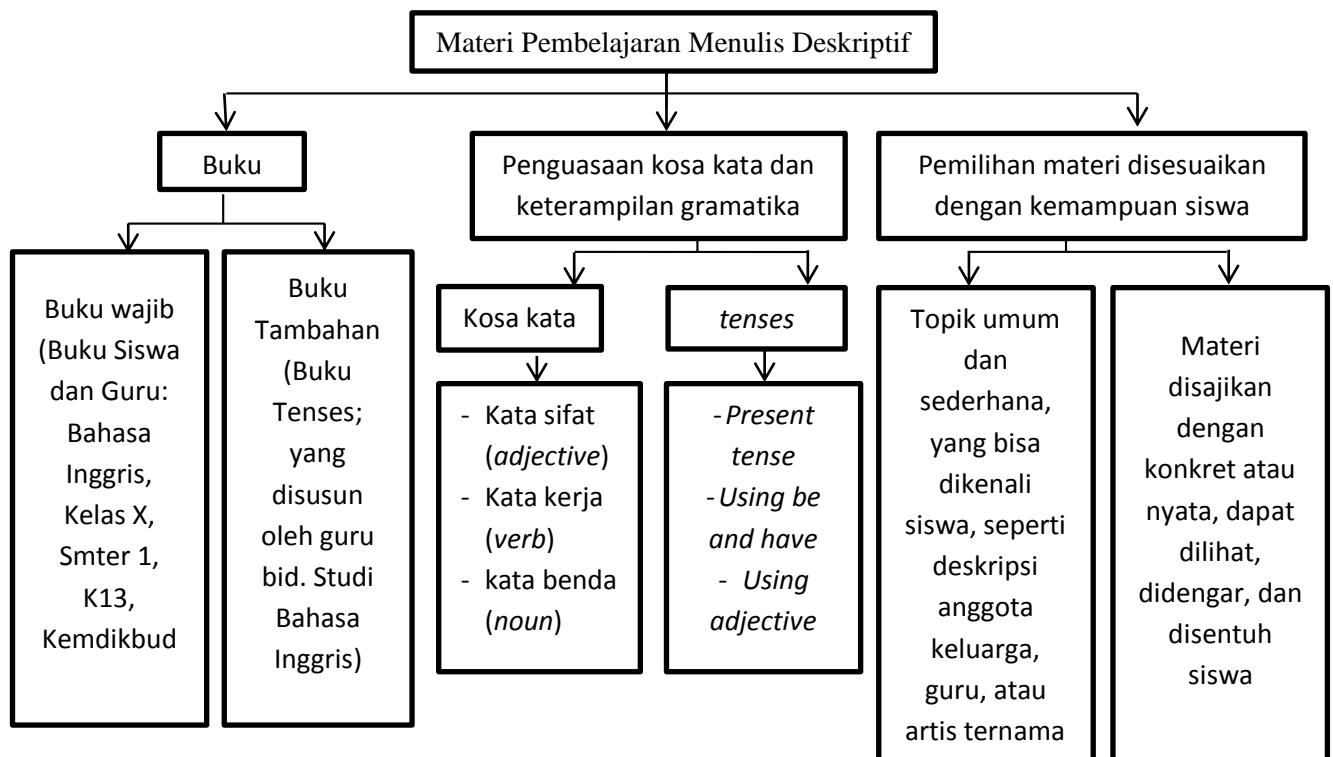 Materi Pembelajaran Menulis Deskriptif
Buku
Penguasaan kosa kata dan
keterampilan gramatika
Pemilihan materi disesuaikan
dengan kemampuan siswa
Buku wajib
(Buku Siswa
dan Guru:
Bahasa
Inggris,
Kelas X,
Smter 1,
K13,
Kemdikbud
Buku
Tambahan
(Buku
Tenses;
yang
disusun
oleh guru
bid. Studi
Bahasa
Inggris)
Kosa kata
- Kata sifat
(adjective)
- Kata kerja
(verb)
- kata benda
(noun)
tenses
- Present
tense
- Using be
and have
- Using
adjective
Topik umum
dan
sederhana,
yang bisa
dikenali
siswa, seperti
deskripsi
anggota
keluarga,
guru, atau
artis ternama
Materi
disajikan
dengan
konkret atau
nyata, dapat
dilihat,
didengar, dan
disentuh
siswa